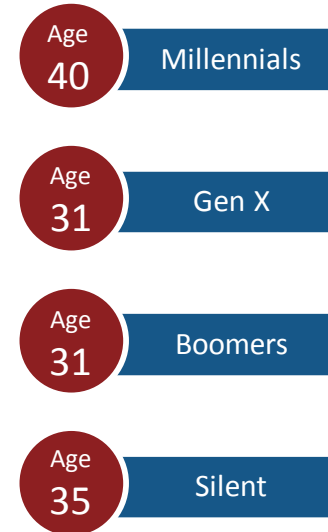 Age
40
Millennials
Age
31
Gen X
Age
31
Boomers
Age
35
Silent